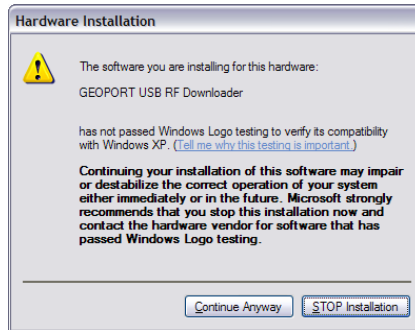 Hardware Installation
The software you are installing for this hardware:
GEOPORT USB RF Downloader
has not passed Windows Logo testing to verify its compatibility
with Windows XP. (Tell me why this testing is important.)
Continuing your installation of this software may impair
or destabilize the correct operation of your system
either immediately or in the future. Microsoft strongly
recommends that you stop this installation now and
contact the hardware vendor for software that has
passed Windows Logo testing.
Continue Anyway
STOP Installation